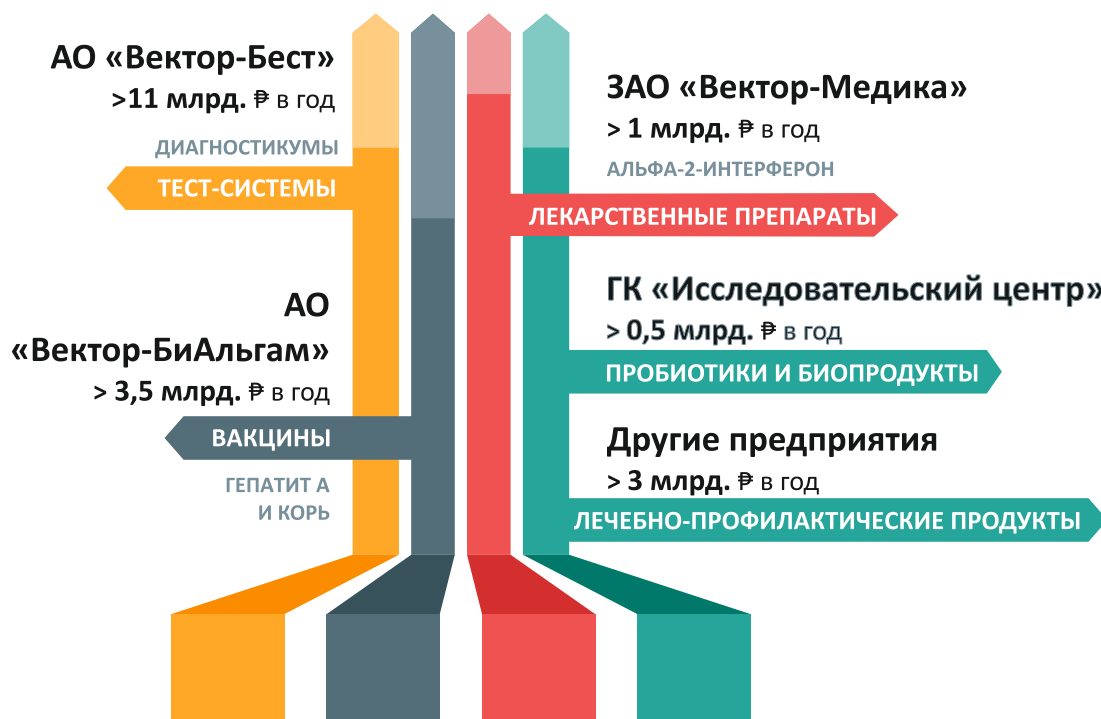 АО «Вектор-Бест»
>11 млрд. ₽ в год
ДИАГНОСТИКУМЫ
ТЕСТ-СИСТЕМЫ
АО
«Вектор-БиАльгам»
> 3,5 млрд. ₽ в год
ВАКЦИНЫ
ГЕПАТИТ А
И КОРЬ
ЗАО «Вектор-Медика»
> 1 млрд. ₽ в год
АЛЬФА-2-ИНТЕРФЕРОН
ЛЕКАРСТВЕННЫЕ ПРЕПАРАТЫ
ГК «Исследовательский центр»
> 0,5 млрд. ₽ в год
ПРОБИОТИКИ И БИОПРОДУКТЫ
Другие предприятия
> 3 млрд. ₽ в год
ЛЕЧЕБНО-ПРОФИЛАКТИЧЕСКИЕ ПРОДУКТЫ